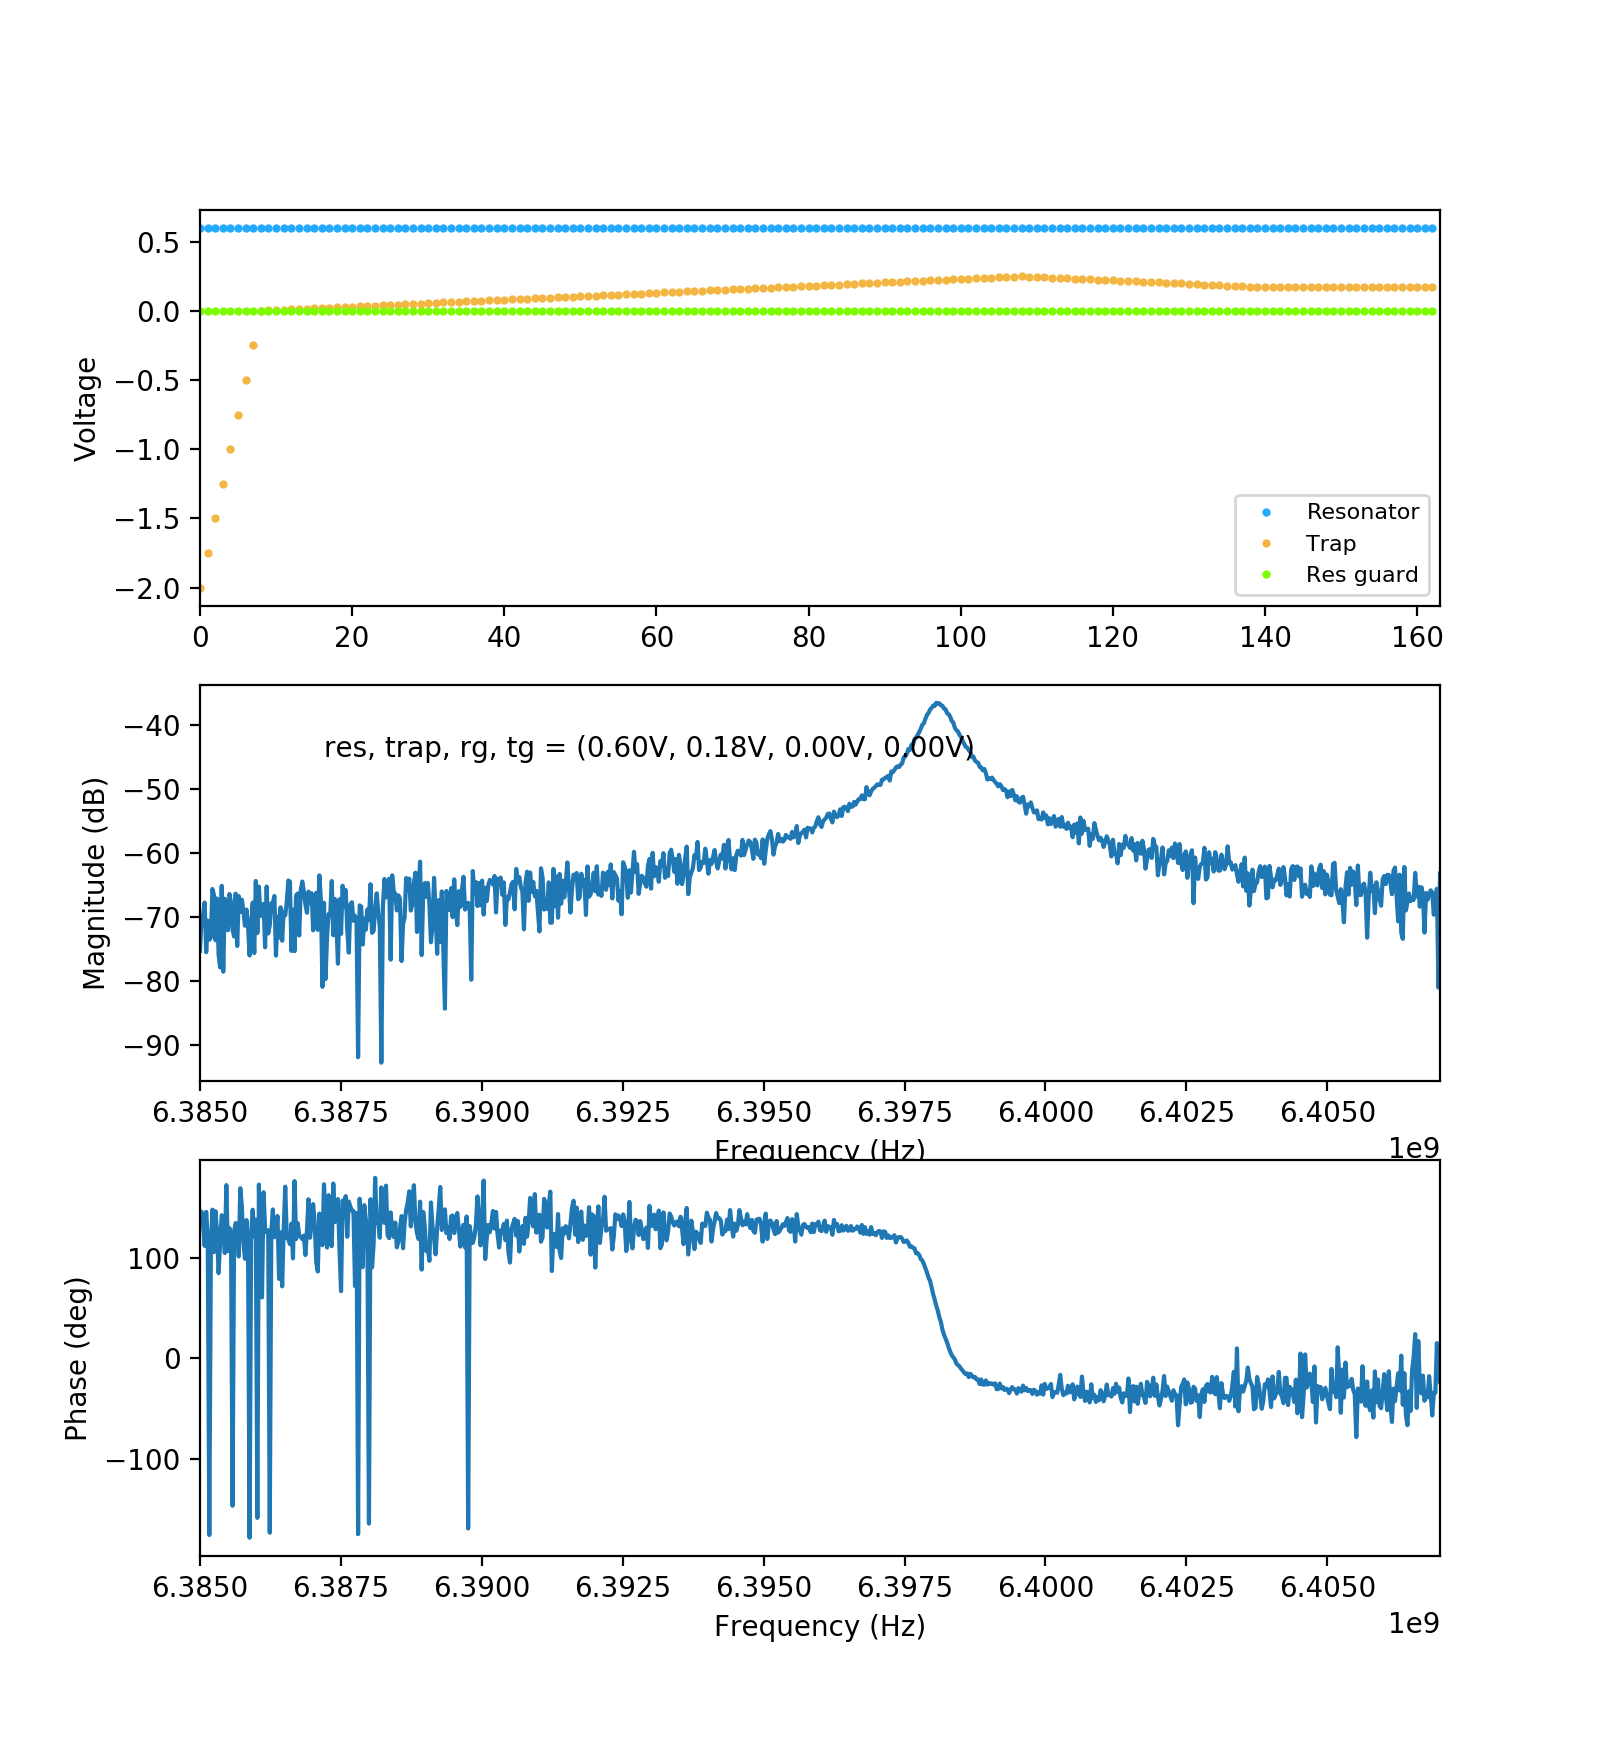 0.5
0.0
−0.5
−1.0
−1.5
−2.0
Voltage
Resonator
Trap
Res guard
0 20 40 60 80 100 120 140 160
−40
−50
−60
−70
−80
−90
Magnitude (dB)
res, trap, rg, tg = (0.60V, 0.18V, 0.00V, 0.00V)
6.3850 6.3875 6.3900 6.3925 6.3950 6.3975 6.4000 6.4025 6.4050
Frequency (Hz)
1e9
100
0
−100
Phase (deg)
6.3850 6.3875 6.3900 6.3925 6.3950 6.3975 6.4000 6.4025 6.4050
Frequency (Hz)
1e9